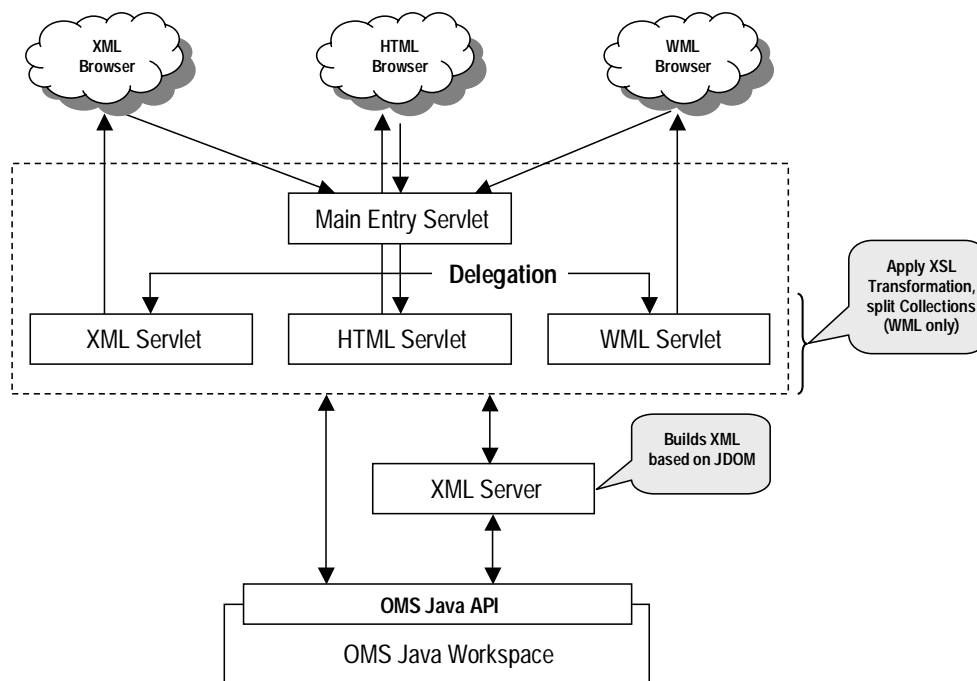 XML
Browser
HTML
Browser
WML
Browser
Main Entry Servlet
Delegation
XML Servlet
HTML Servlet
WML Servlet
Apply XSL
Transformation,
split Collections
(WML only)
Builds XML
based on JDOM
XML Server
OMS Java API
OMS Java Workspace